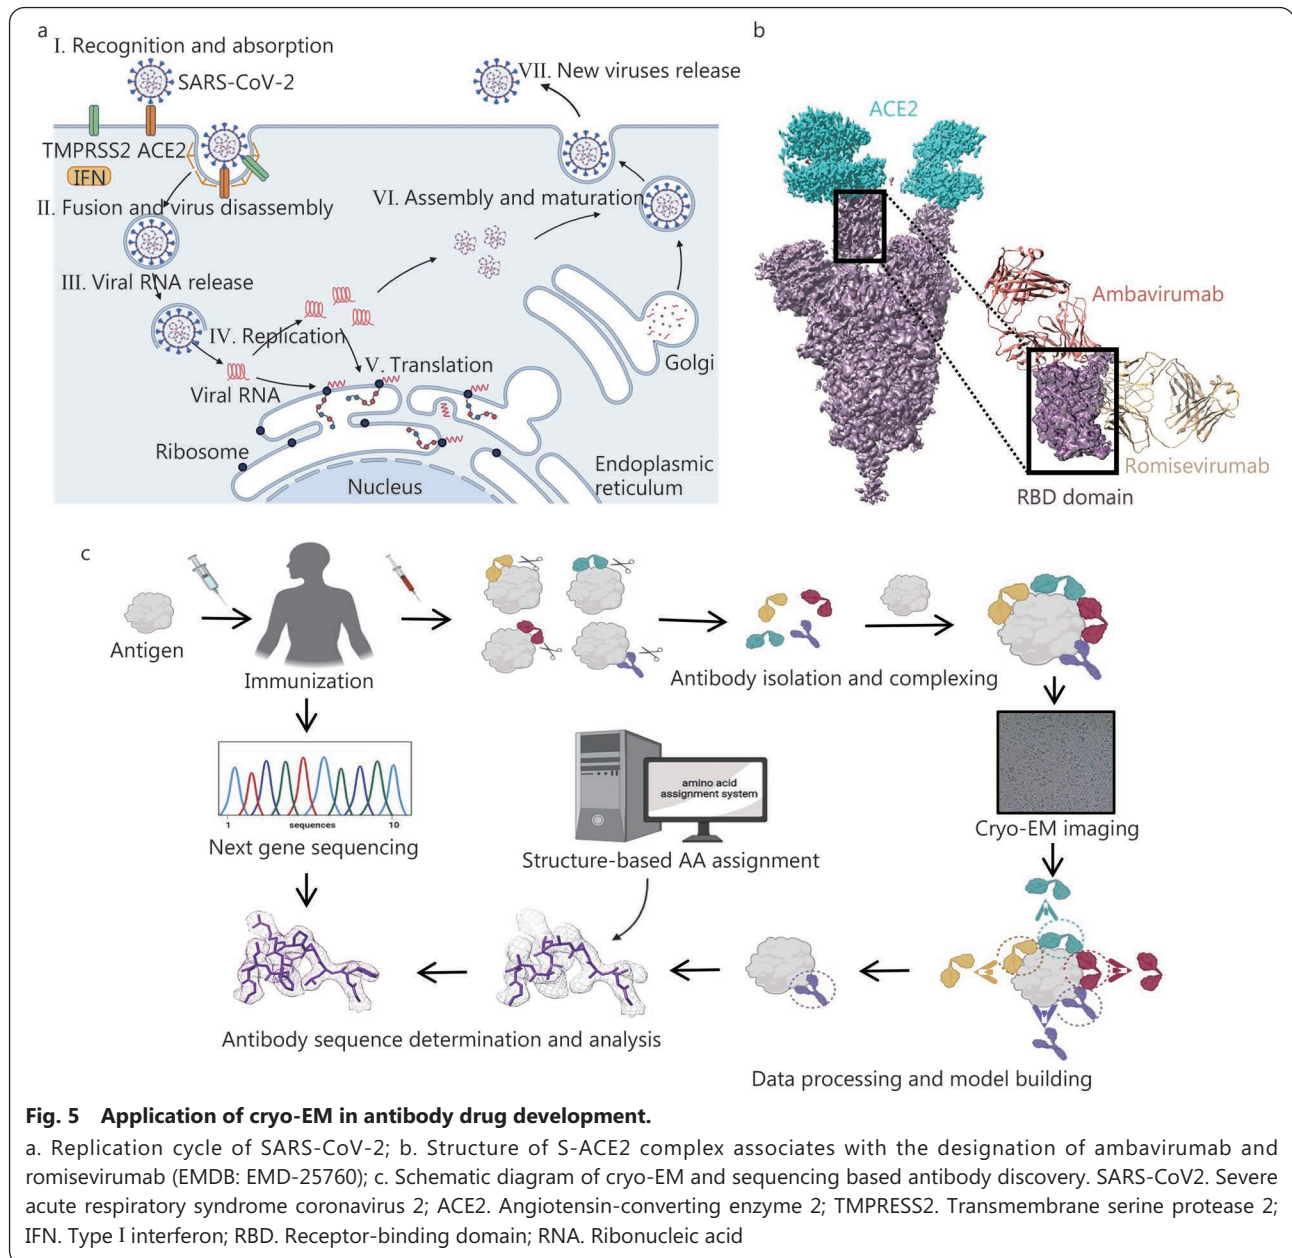 a
I. Recognition and absorption
SARS-CoV-2
TMPRSS2 ACE2
IFN
II. Fusion and virus disassembly
III. Viral RNA release
IV. Replication
Viral RNA
V. Translation
Ribosome
Nucleus
Endoplasmic
reticulum
Golgi
VI. Assembly and maturation
VII. New viruses release
b
ACE2
Ambavirumab
Romisevirumab
RBD domain
c
Antigen
Immunization
Antibody isolation and complexing
Cryo-EM imaging
Data processing and model building
amino acid
assignment system
Structure-based AA assignment
1 sequences 10
Next gene sequencing
Antibody sequence determination and analysis
Fig. 5 Application of cryo-EM in antibody drug development.
a. Replication cycle of SARS-CoV-2; b. Structure of S-ACE2 complex associates with the designation of ambavirumab and
romisevirumab (EMDB: EMD-25760); c. Schematic diagram of cryo-EM and sequencing based antibody discovery. SARS-CoV2. Severe
acute respiratory syndrome coronavirus 2; ACE2. Angiotensin-converting enzyme 2; TMPRESS2. Transmembrane serine protease 2;
IFN. Type I interferon; RBD. Receptor-binding domain; RNA. Ribonucleic acid